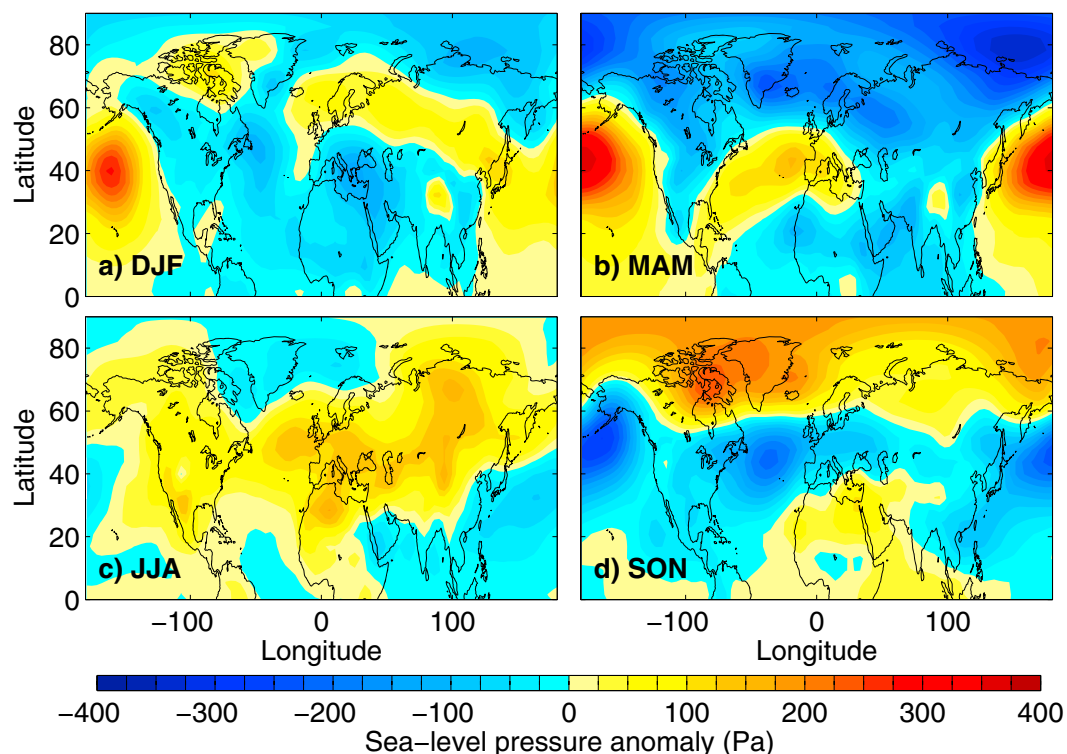 80
60
40
20
0
Latitude
a) DJF
b) MAM
80
60
40
20
0
Latitude
c) JJA
d) SON
−100 0 100 −100 0 100
Longitude Longitude
−400 −300 −200 −100 0 100 200 300 400
Sea−level pressure anomaly (Pa)